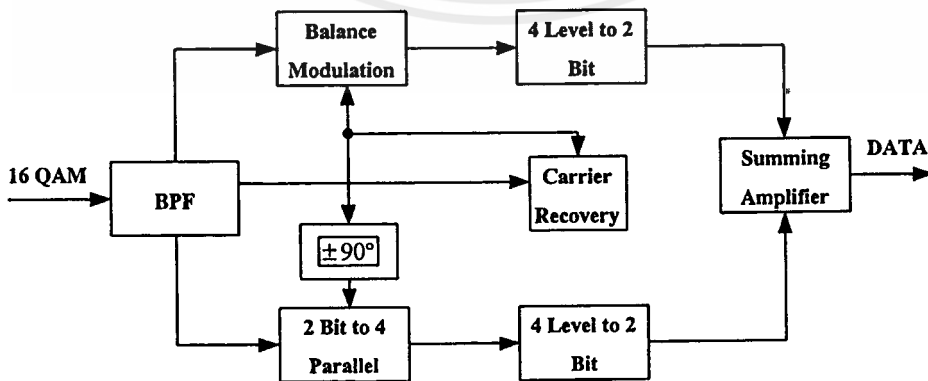 Balance
Modulation
4 Level to 2
Bit
16 QAM
BPF
Carrier
Recovery
Summing
Amplifier
DATA
±90°
2 Bit to 4
Parallel
4 Level to 2
Bit